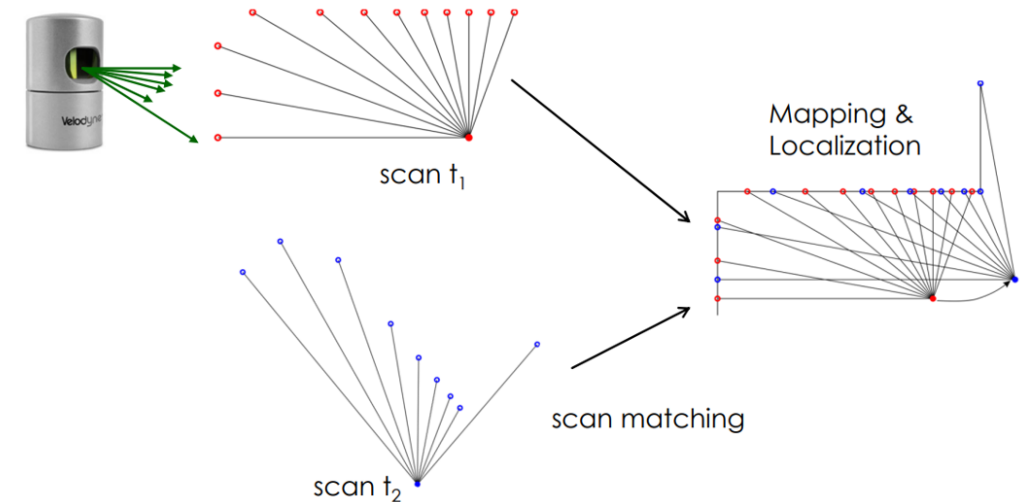 Velodyne
scan t₁
Mapping &
Localization
scan matching
scan t₂